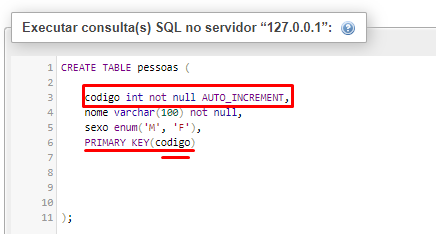 Executar consulta(s) SQL no servidor “127.0.0.1”:
1 CREATE TABLE pessoas (
2
3 codigo int not null AUTO_INCREMENT,
4 nome varchar(100) not null,
5 sexo enum('M', 'F'),
6 PRIMARY KEY(codigo)
7
8
9
10
11 );